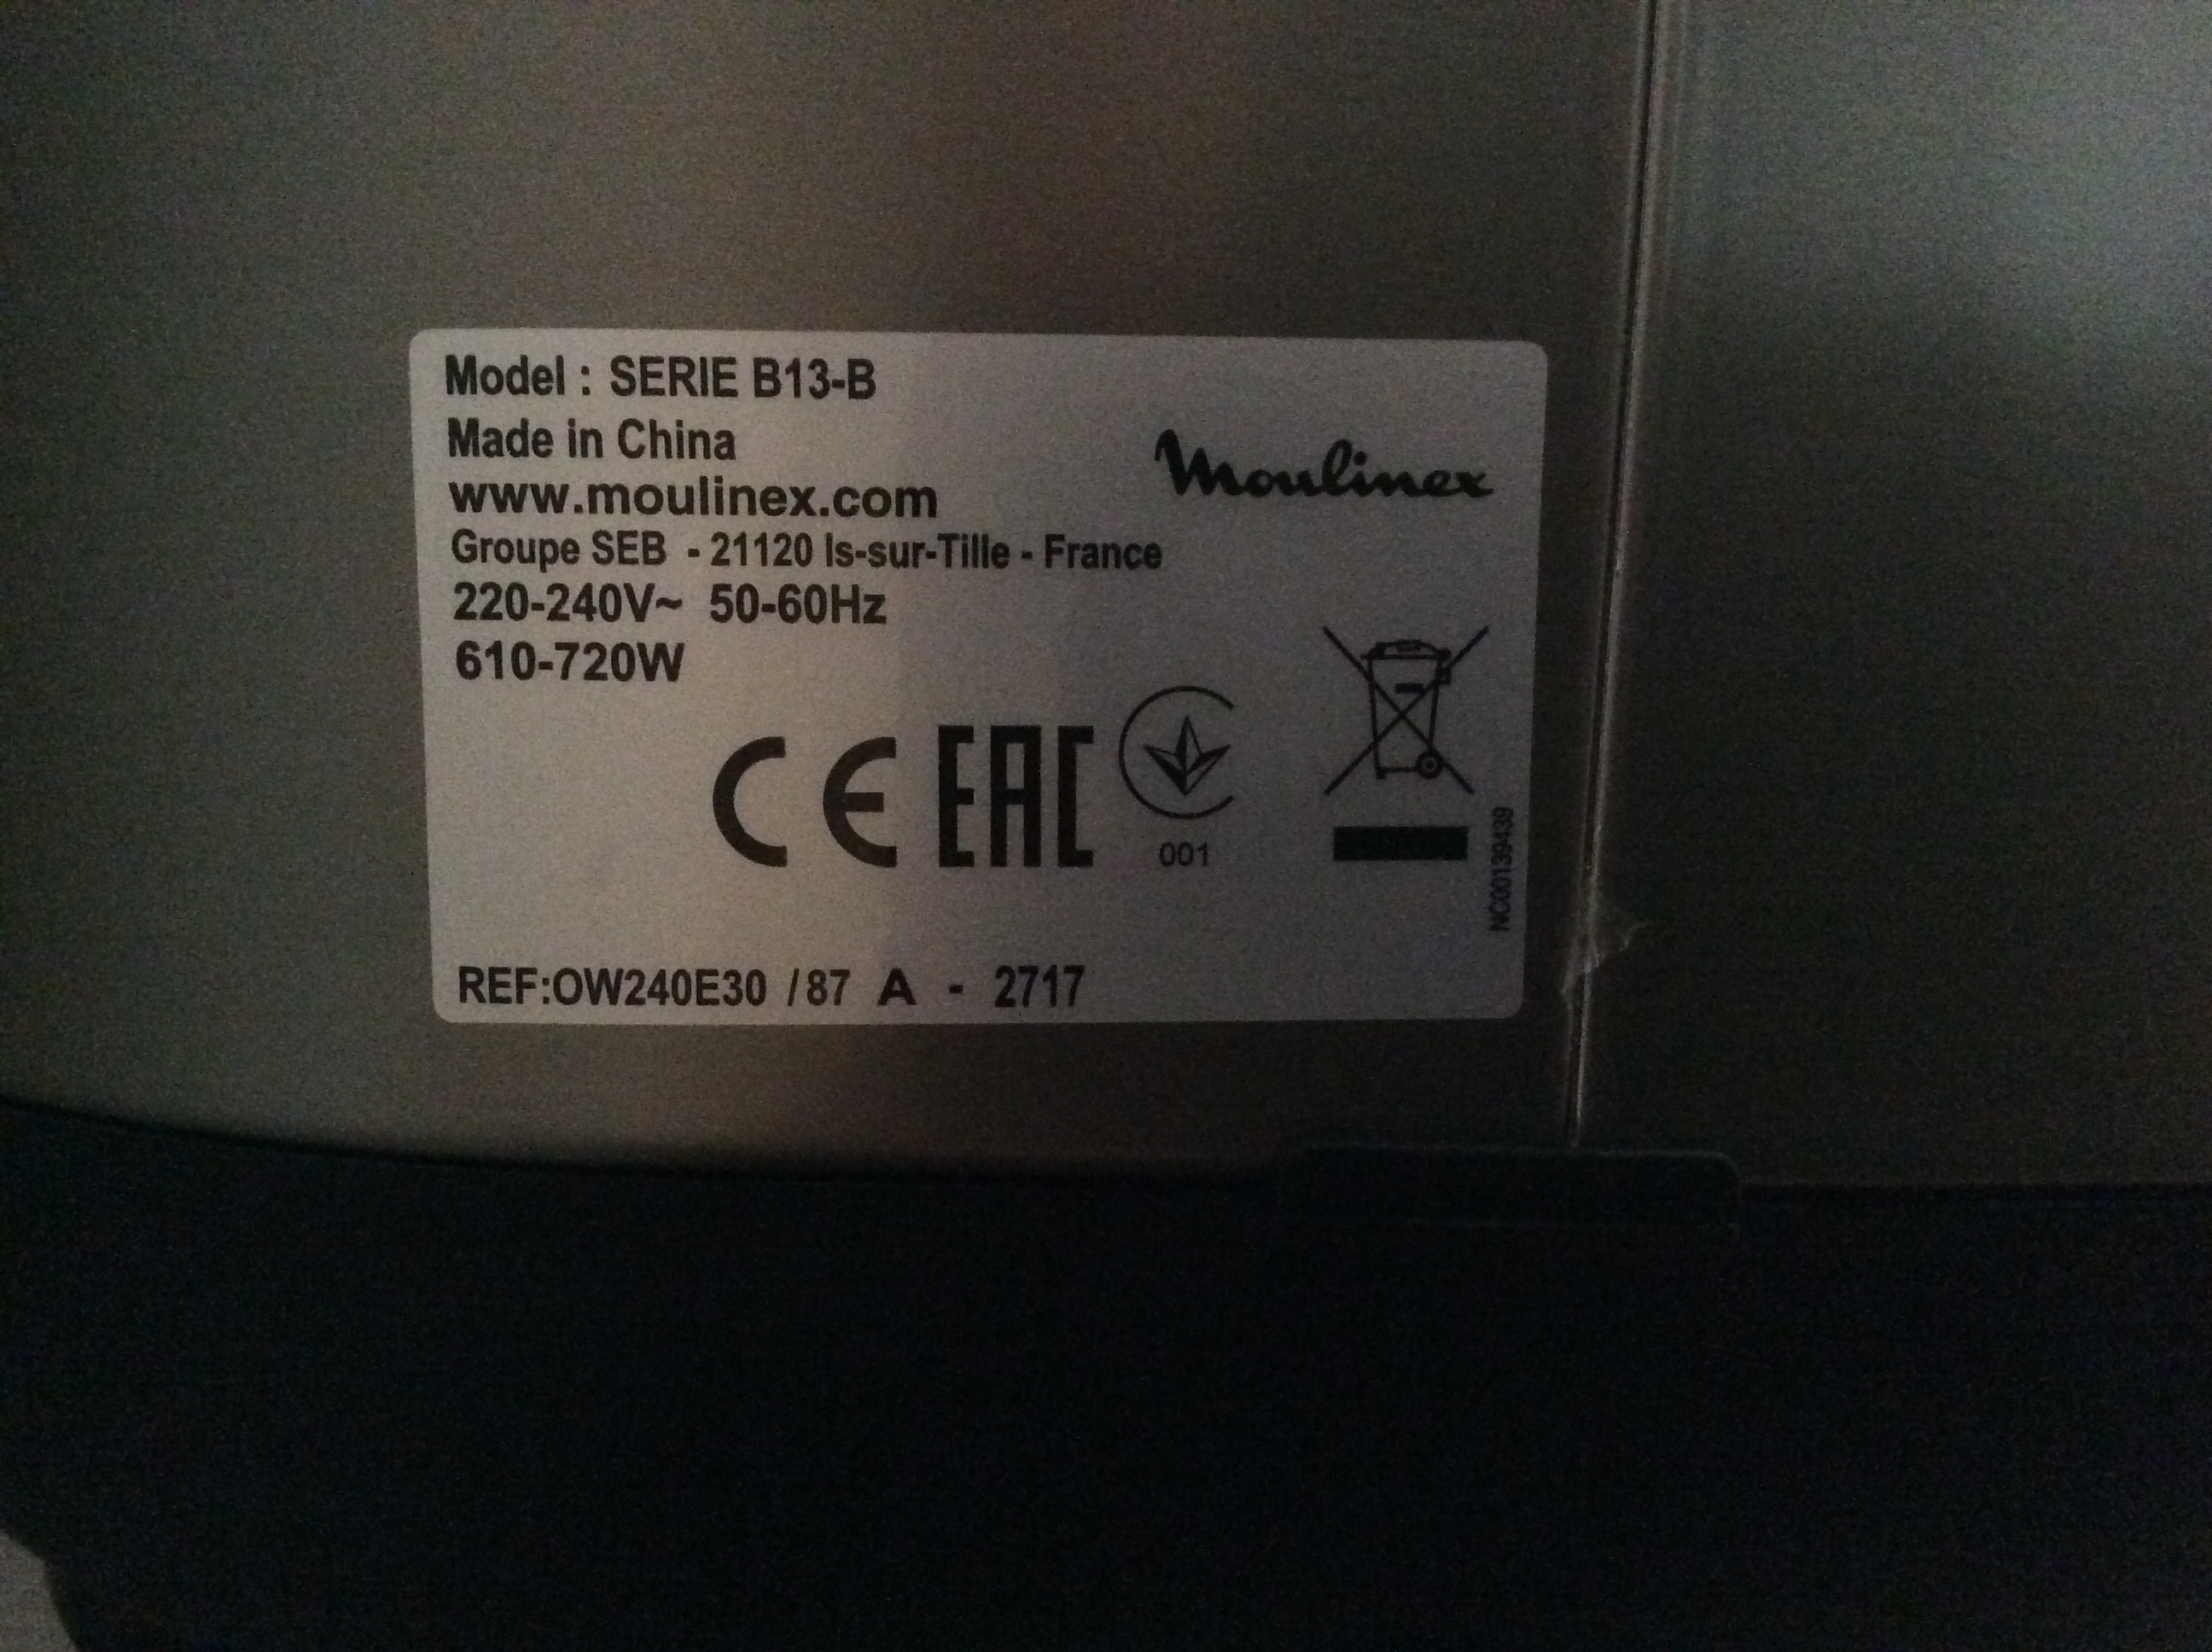 Model : SERIE B13-B
Made in China
www.moulinex.com
Moulinex
Groupe SEB - 21120 Is-sur-Tille - France
220-240V~ 50-60Hz
610-720W
CE EAC
001
NC00139439
REF:OW240E30 /87 A - 2717